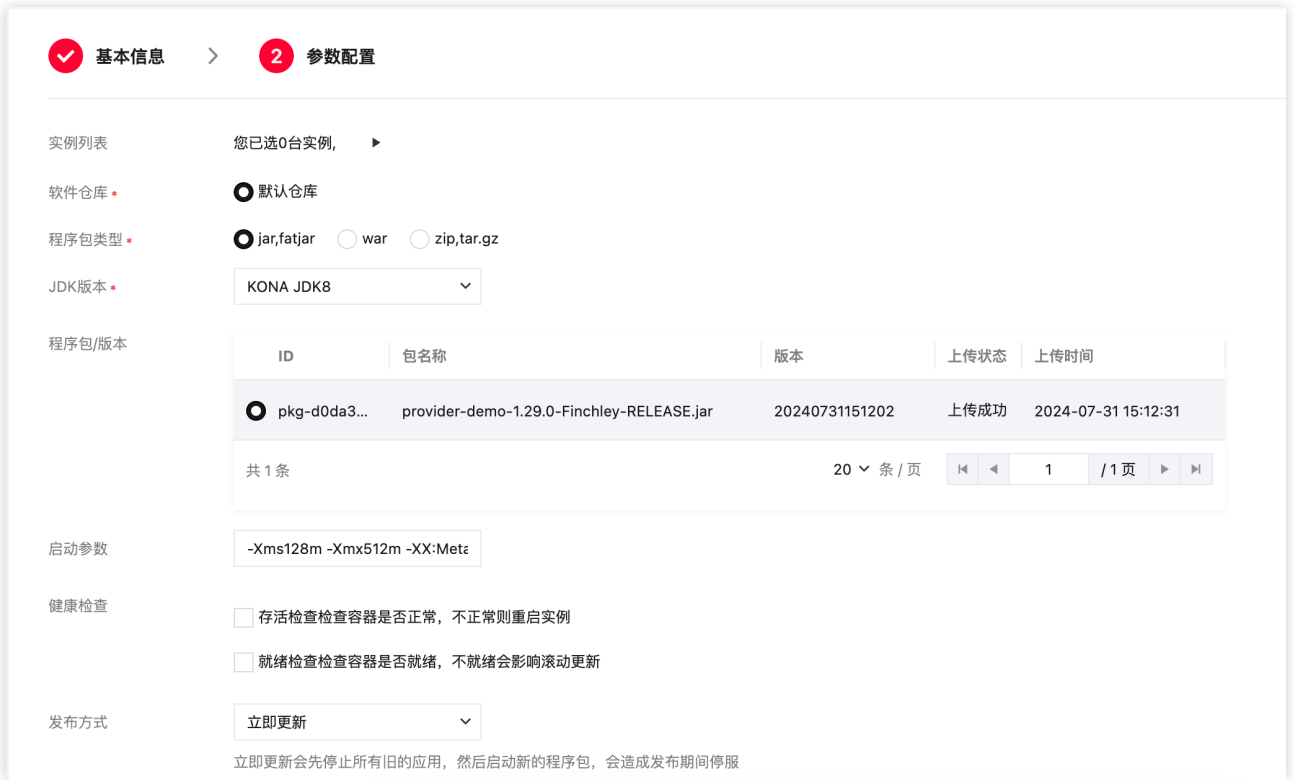 基本信息 2 参数配置
实例列表 您已选0台实例,
软件仓库* 默认仓库
程序包类型* jar,fatjar war zip,tar.gz
JDK版本* KONA JDK8
程序包/版本
ID 包名称 版本 上传状态 上传时间
pkg-d0da3... provider-demo-1.29.0-Finchley-RELEASE.jar 20240731151202 上传成功 2024-07-31 15:12:31
共 1 条 20 条 / 页 1 / 1 页
启动参数 -Xms128m -Xmx512m -XX:Meta
健康检查
存活检查检查容器是否正常，不正常则重启实例
就绪检查检查容器是否就绪，不就绪会影响滚动更新
发布方式 立即更新
立即更新会先停止所有旧的应用，然后启动新的程序包，会造成发布期间停服